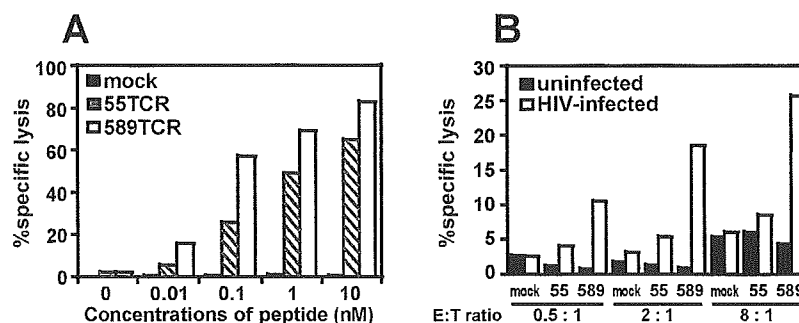 A
100
80
60
40
20
0
%specific lysis
mock
55TCR
589TCR
0 0.01 0.1 1 10
Concentrations of peptide (nM)
B
30
25
20
15
10
5
0
%specific lysis
uninfected
HIV-infected
mock 55 589 mock 55 589 mock 55 589
E:T ratio 0.5 : 1 2 : 1 8 : 1